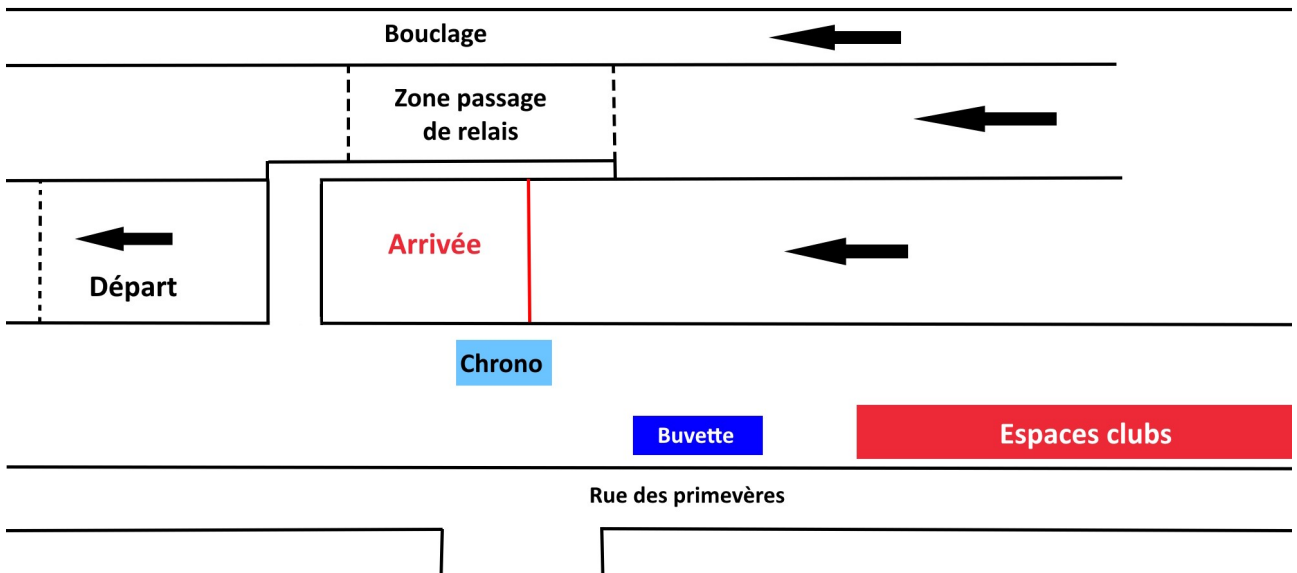 Bouclage
Zone passage
de relais
Arrivée
Départ
Chrono
Buvette
Espaces clubs
Rue des primevères